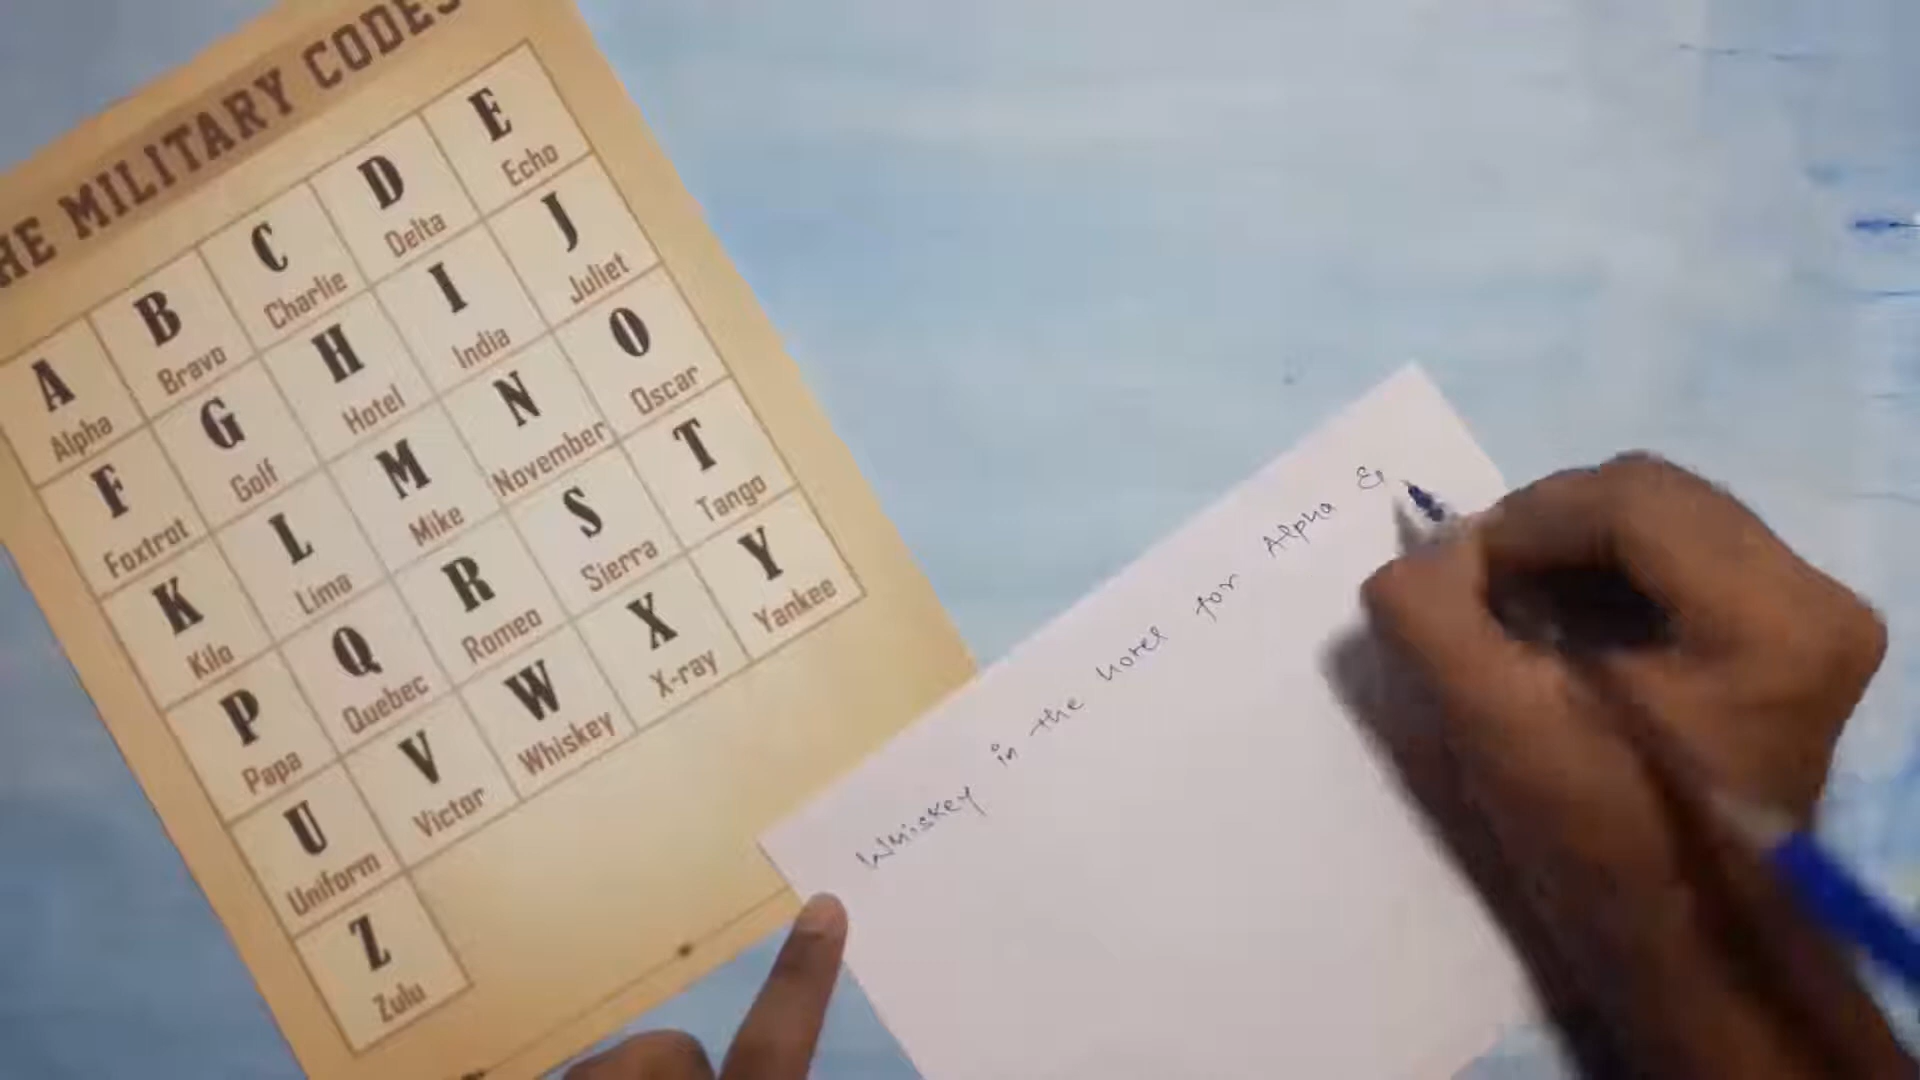 THE MILITARY CODES
A B C D E
Alpha Bravo Charlie Delta Echo
F G H I J
Foxtrot Golf Hotel India Juliet
K L M N O
Kilo Lima Mike November Oscar
P Q R S T
Papa Quebec Romeo Sierra Tango
U V W X Y
Uniform Victor Whiskey X-ray Yankee
Z
Zulu
Whiskey in the hotel for Alpha &